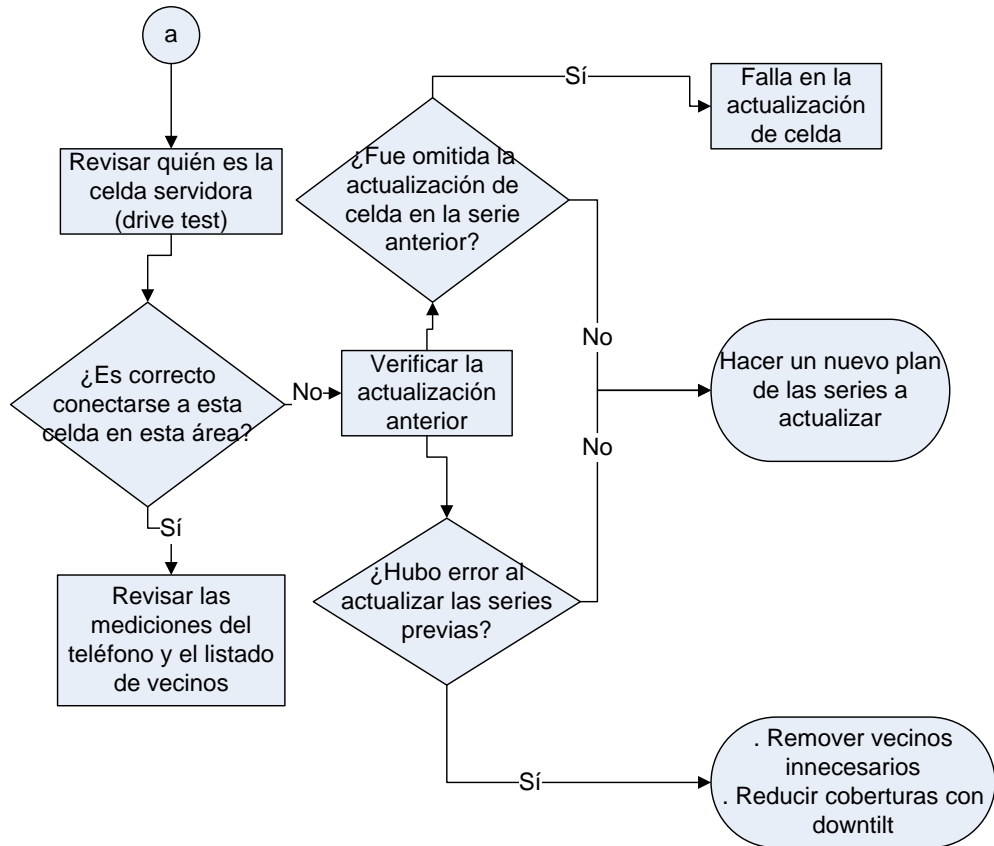 a
Revisar quién es la
celda servidora
(drive test)
¿Es correcto
conectarse a esta
celda en esta área?
Sí
Revisar las
mediciones del
teléfono y el listado
de vecinos
No
Verificar la
actualización
anterior
¿Fue omitida la
actualización de
celda en la serie
anterior?
Sí
Falla en la
actualización
de celda
No
No
Hacer un nuevo plan
de las series a
actualizar
¿Hubo error al
actualizar las series
previas?
Sí
. Remover vecinos
innecesarios
. Reducir coberturas con
downtilt